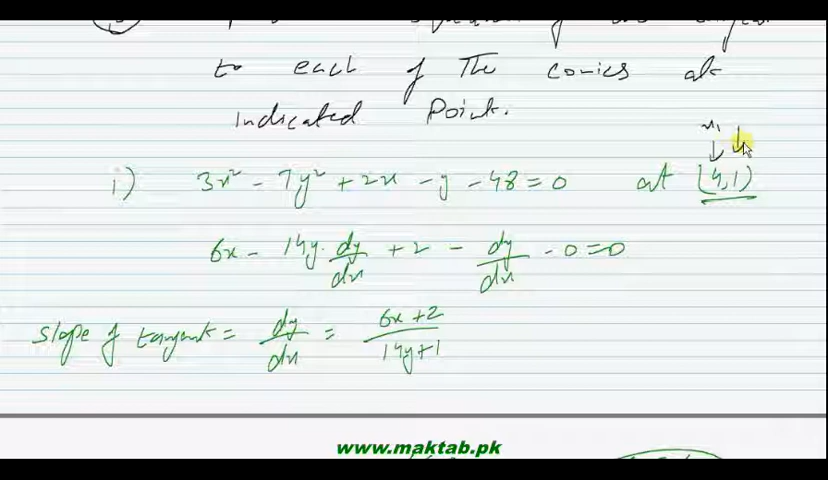 to each of The conics at
indicated Point.
x₁
i) 3x² - 7y² + 2x - y - 48 = 0 at (4,1)
6x - 14y. dy/dx + 2 - dy/dx - 0 = 0
Slope of tangent = dy/dx = 6x+2/14y+1
www.maktab.pk